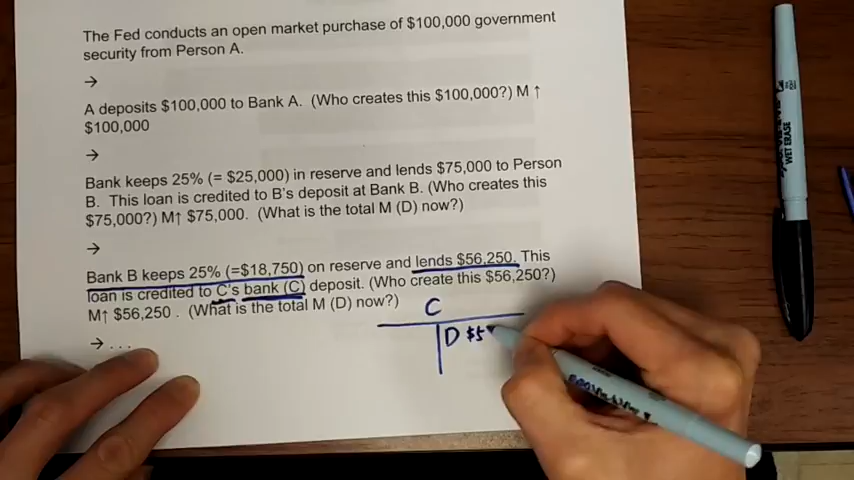 The Fed conducts an open market purchase of $100,000 government
security from Person A.
→
A deposits $100,000 to Bank A. (Who creates this $100,000?) M ↑
$100,000
→
Bank keeps 25% (= $25,000) in reserve and lends $75,000 to Person
B. This loan is credited to B's deposit at Bank B. (Who creates this
$75,000?) M↑ $75,000. (What is the total M (D) now?)
→
Bank B keeps 25% (=$18,750) on reserve and lends $56,250. This
loan is credited to C's bank (C) deposit. (Who create this $56,250?)
M↑ $56,250 . (What is the total M (D) now?)
→ . . .
C
D $5
WET ERASE